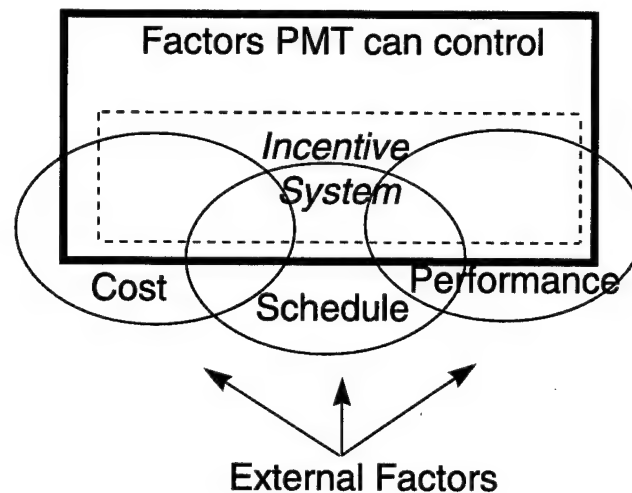 Factors PMT can control
Incentive
System
Cost
Performance
Schedule
External Factors